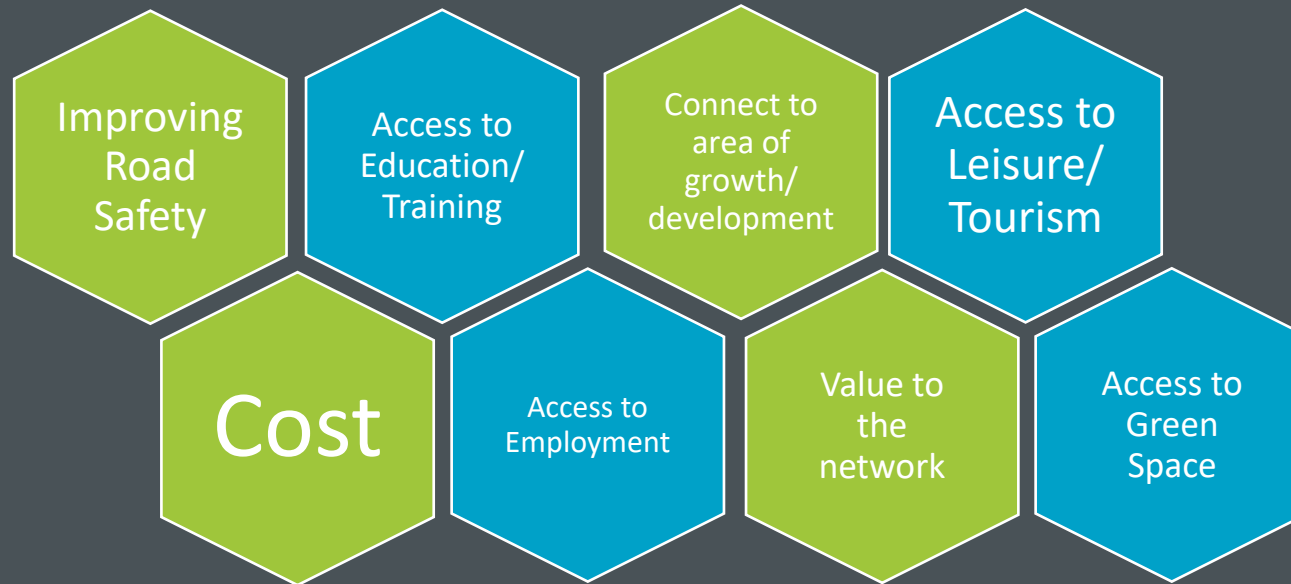 Improving
Road
Safety
Access to
Education/
Training
Connect to
area of
growth/
development
Access to
Leisure/
Tourism
Cost
Access to
Employment
Value to
the
network
Access to
Green
Space